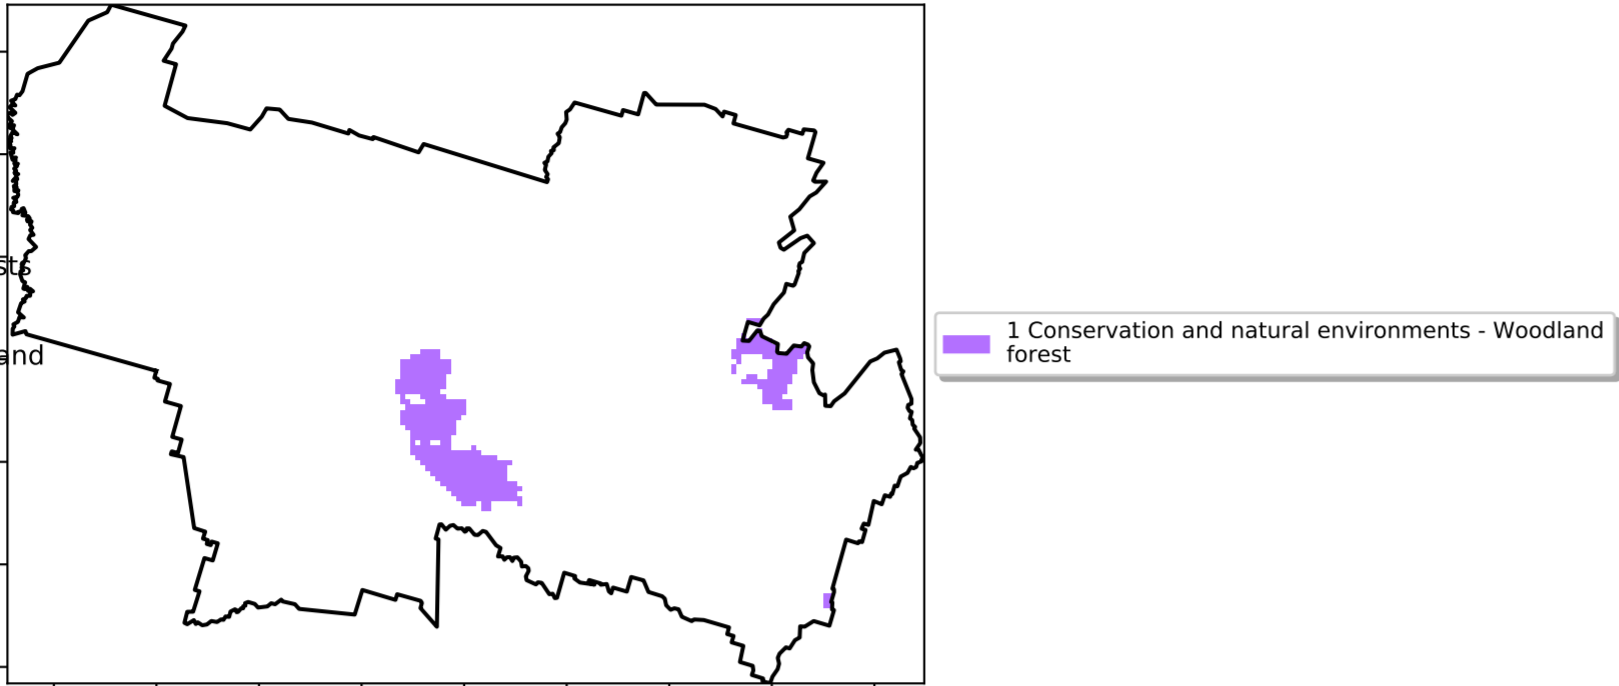 sts
and
1 Conservation and natural environments - Woodland
forest